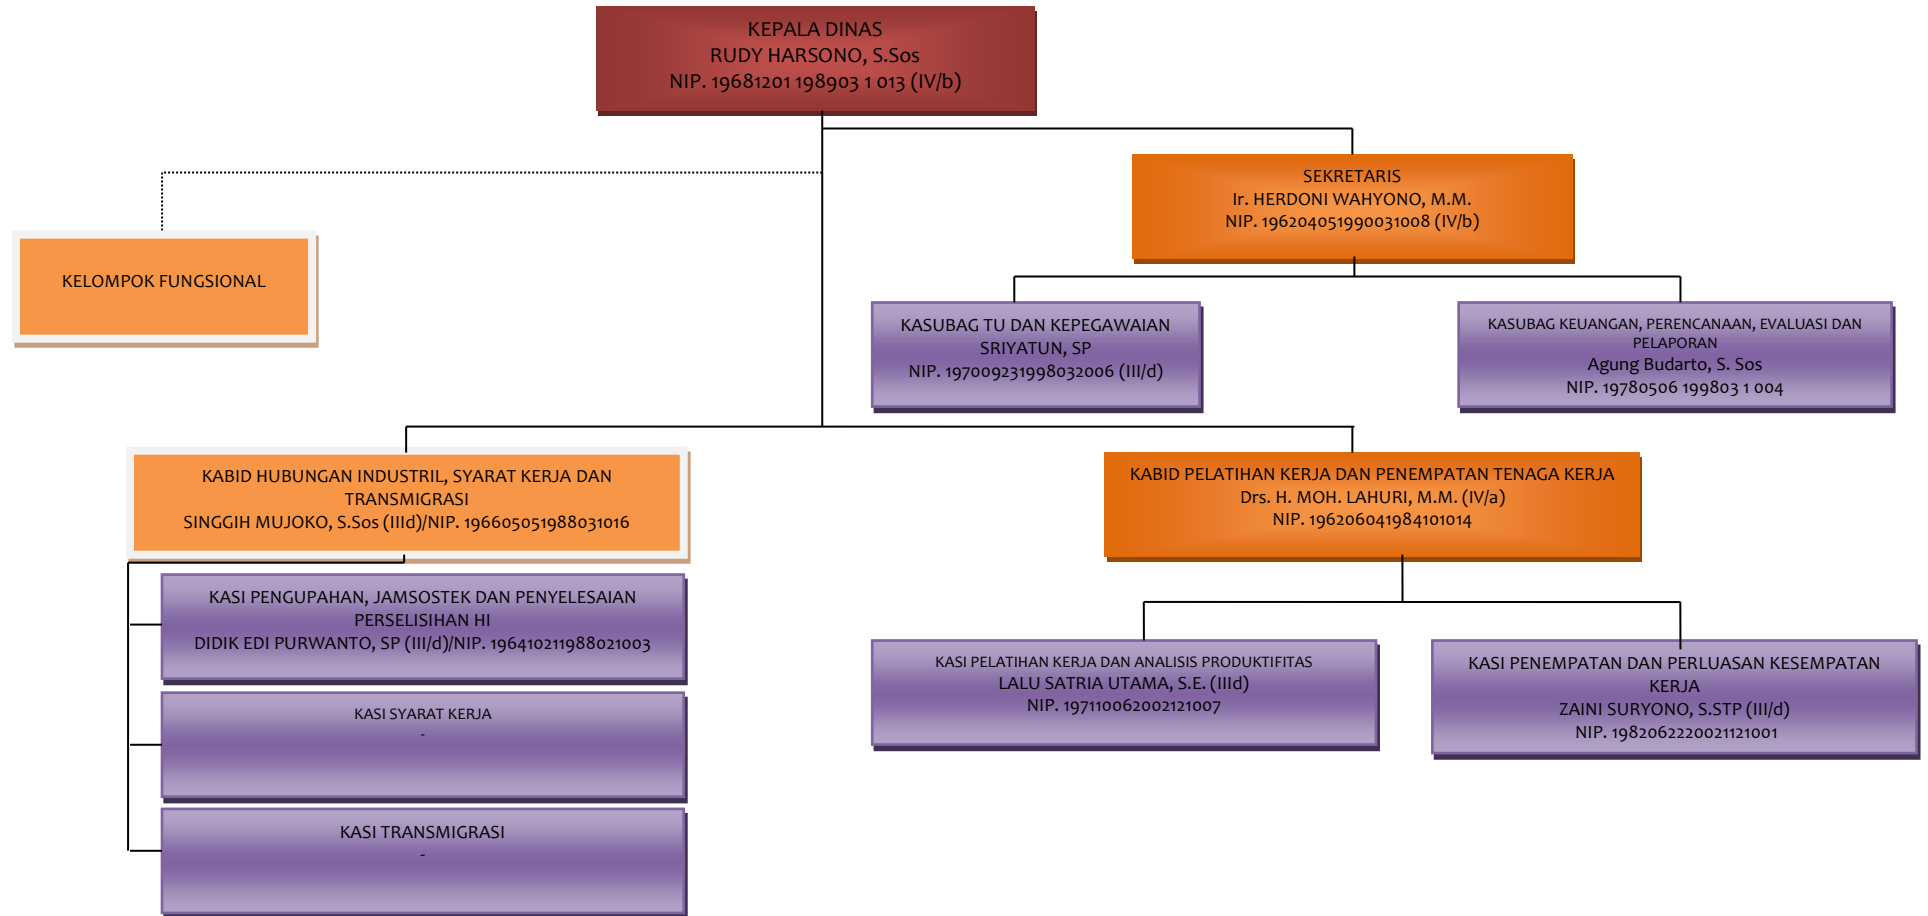 KEPALA DINAS
RUDY HARSONO, S.Sos
NIP. 19681201 198903 1 013 (IV/b)
SEKRETARIS
Ir. HERDONI WAHYONO, M.M.
NIP. 196204051990031008 (IV/b)
KELOMPOK FUNGSIONAL
KASUBAG TU DAN KEPEGAWAIAN
SRIYATUN, SP
NIP. 197009231998032006 (III/d)
KASUBAG KEUANGAN, PERENCANAAN, EVALUASI DAN
PELAPORAN
Agung Budarto, S. Sos
NIP. 19780506 199803 1 004
KABID HUBUNGAN INDUSTRIL, SYARAT KERJA DAN
TRANSMIGRASI
SINGGIH MUJOKO, S.Sos (IIId)/NIP. 196605051988031016
KABID PELATIHAN KERJA DAN PENEMPATAN TENAGA KERJA
Drs. H. MOH. LAHURI, M.M. (IV/a)
NIP. 196206041984101014
KASI PENGUPAHAN, JAMSOSTEK DAN PENYELESAIAN
PERSELISIHAN HI
DIDIK EDI PURWANTO, SP (III/d)/NIP. 196410211988021003
KASI SYARAT KERJA
-
KASI TRANSMIGRASI
-
KASI PELATIHAN KERJA DAN ANALISIS PRODUKTIFITAS
LALU SATRIA UTAMA, S.E. (IIId)
NIP. 197110062002121007
KASI PENEMPATAN DAN PERLUASAN KESEMPATAN
KERJA
ZAINI SURYONO, S.STP (III/d)
NIP. 1982062220021121001